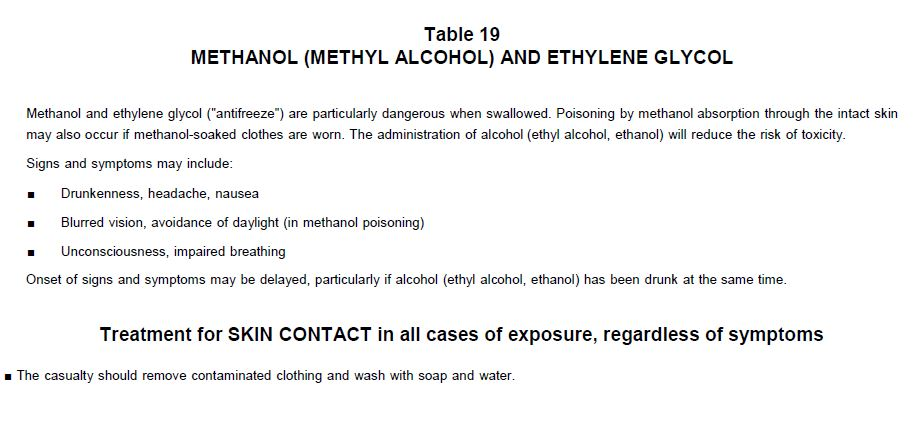 Table 19
METHANOL (METHYL ALCOHOL) AND ETHYLENE GLYCOL
Methanol and ethylene glycol ("antifreeze") are particularly dangerous when swallowed. Poisoning by methanol absorption through the intact skin
may also occur if methanol-soaked clothes are worn. The administration of alcohol (ethyl alcohol, ethanol) will reduce the risk of toxicity.
Signs and symptoms may include:
■ Drunkenness, headache, nausea
■ Blurred vision, avoidance of daylight (in methanol poisoning)
■ Unconsciousness, impaired breathing
Onset of signs and symptoms may be delayed, particularly if alcohol (ethyl alcohol, ethanol) has been drunk at the same time.
Treatment for SKIN CONTACT in all cases of exposure, regardless of symptoms
■ The casualty should remove contaminated clothing and wash with soap and water.